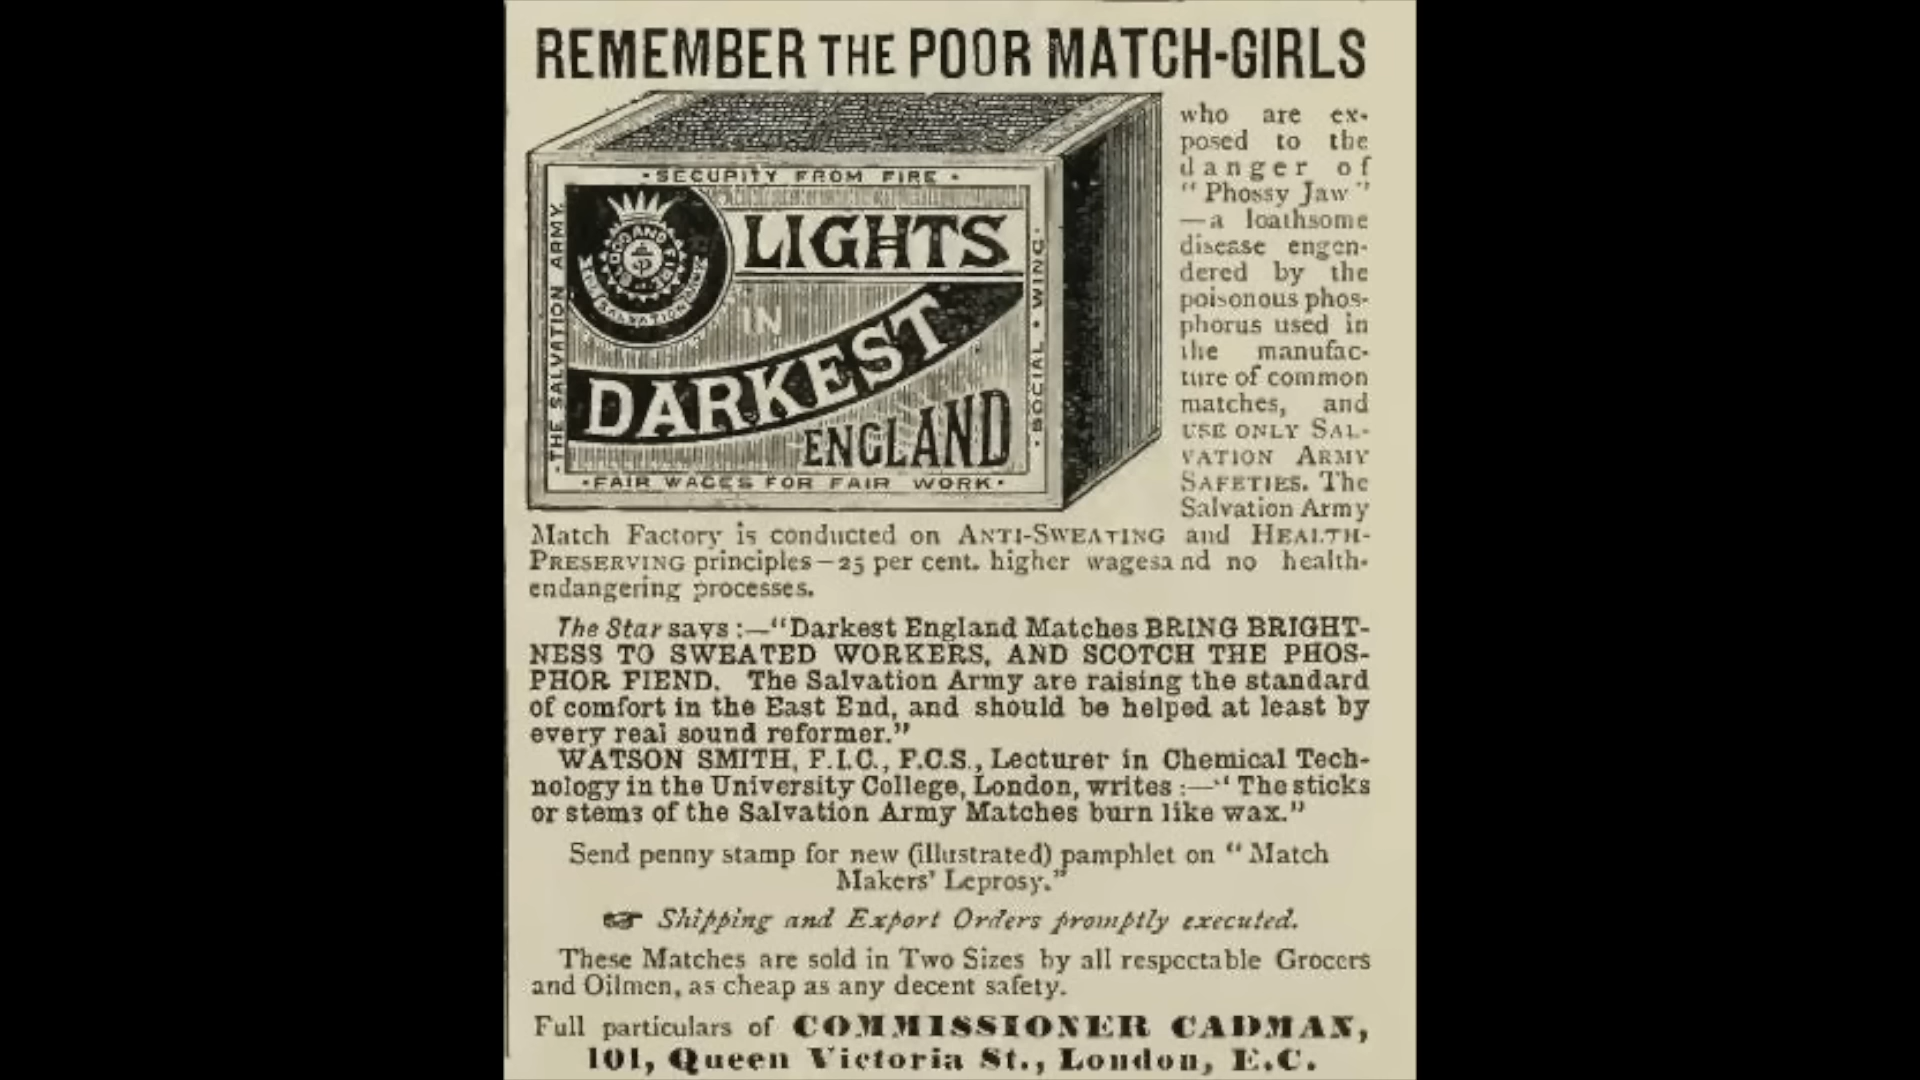 REMEMBER THE POOR MATCH-GIRLS
·SECURITY FROM FIRE·
·THE SALVATION ARMY.
LIGHTS
IN
DARKEST
ENGLAND
·SOCIAL·WING·
·FAIR WAGES FOR FAIR WORK·
BLOOD AND FIRE
THE SALVATION ARMY
who are ex-
posed to the
danger of
"Phossy Jaw"
—a loathsome
disease engen-
dered by the
poisonous phos-
phorus used in
the manufac-
ture of common
matches, and
USE ONLY SAL-
VATION ARMY
SAFETIES. The
Salvation Army
Match Factory is conducted on ANTI-SWEATING and HEALTH-
PRESERVING principles—25 per cent. higher wagesa nd no health-
endangering processes.
The Star says :—"Darkest England Matches BRING BRIGHT-
NESS TO SWEATED WORKERS, AND SCOTCH THE PHOS-
PHOR FIEND. The Salvation Army are raising the standard
of comfort in the East End, and should be helped at least by
every real sound reformer."
WATSON SMITH, F.I.C., F.C.S., Lecturer in Chemical Tech-
nology in the University College, London, writes :—"The sticks
or stems of the Salvation Army Matches burn like wax."
Send penny stamp for new (illustrated) pamphlet on "Match
Makers' Leprosy."
☞ Shipping and Export Orders promptly executed.
These Matches are sold in Two Sizes by all respectable Grocers
and Oilmen, as cheap as any decent safety.
Full particulars of COMMISSIONER CADMAN,
101, Queen Victoria St., London, E.C.